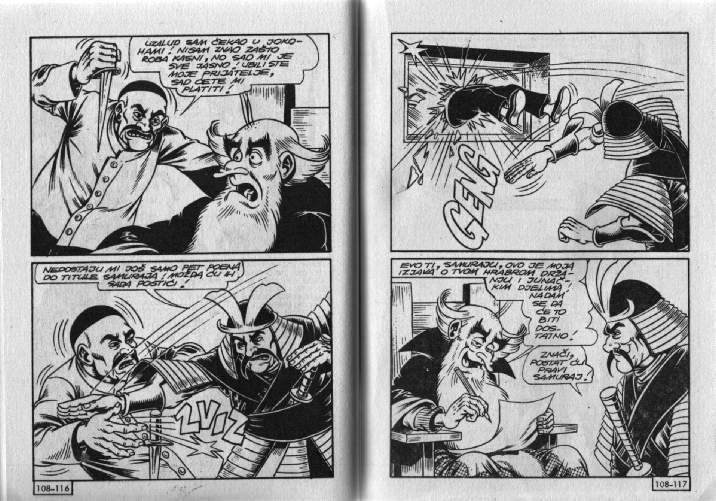 UZALUD SAM ČEKAO U JOKO-
HAMI! NISAM ZNAO ZAŠTO
ROBA KASNI, NO SAD MI JE
SVE JASNO! UBILI STE
MOJE PRIJATELJE,
SAD ĆETE MI
PLATITI!
NEDOSTAJU MI JOŠ SAMO PET POENA
DO TITULE SAMURAJA! MOŽDA ĆU IH
SADA POSTIĆI!
ZVIZ
108-116
GENG
EVO TI, SAMURAJU, OVO JE MOJA
IZJAVA O TVOM HRABROM DRŽA-
NJU I JUNAČ-
KIM DJELIMA!
NADAM
SE DA
ĆE TO
BITI
DOS-
TATNO!
ZNAČI,
POSTAT ĆU
PRAVI
SAMURAJ!
108-117